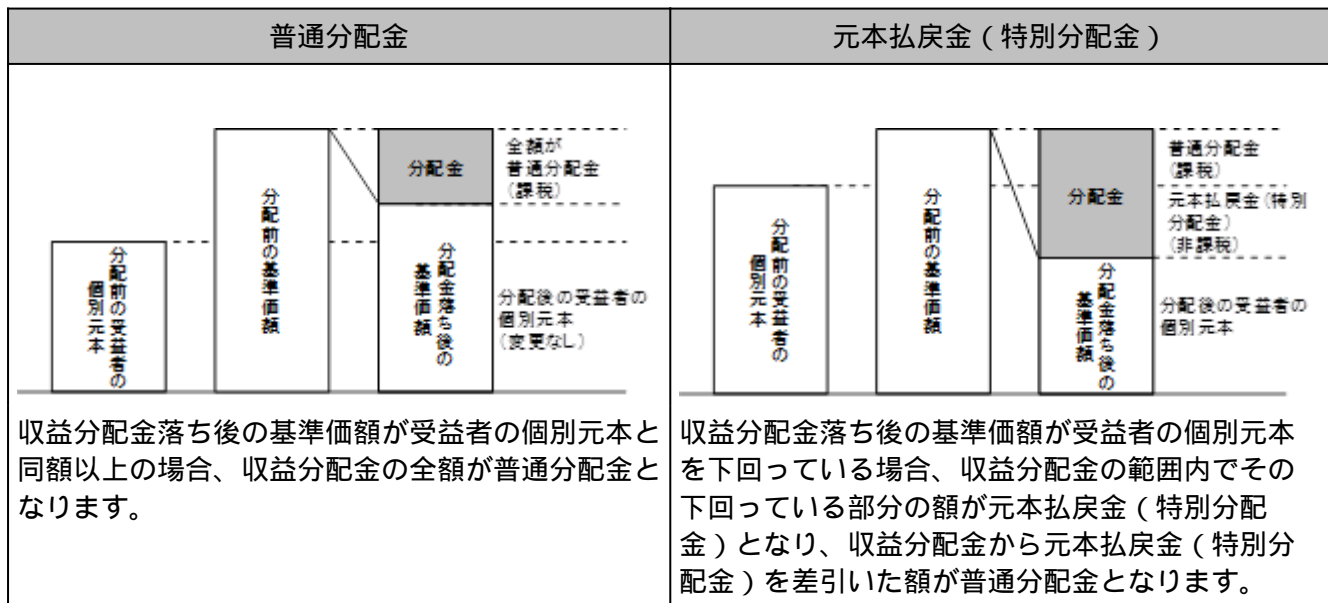 普通分配金
元本払戻金（特別分配金）
分配前の受益者の
個別元本
分配前の基準価額
分配金
分配金落ち後の
基準価額
全額が
普通分配金
(課税)
分配後の受益者の
個別元本
(変更なし)
収益分配金落ち後の基準価額が受益者の個別元本と
同額以上の場合、収益分配金の全額が普通分配金と
なります。
分配前の受益者の
個別元本
分配前の基準価額
分配金
分配金落ち後の
基準価額
普通分配金
(課税)
元本払戻金(特別
分配金)
(非課税)
分配後の受益者の
個別元本
収益分配金落ち後の基準価額が受益者の個別元本
を下回っている場合、収益分配金の範囲内でその
下回っている部分の額が元本払戻金（特別分配
金）となり、収益分配金から元本払戻金（特別分
配金）を差引いた額が普通分配金となります。